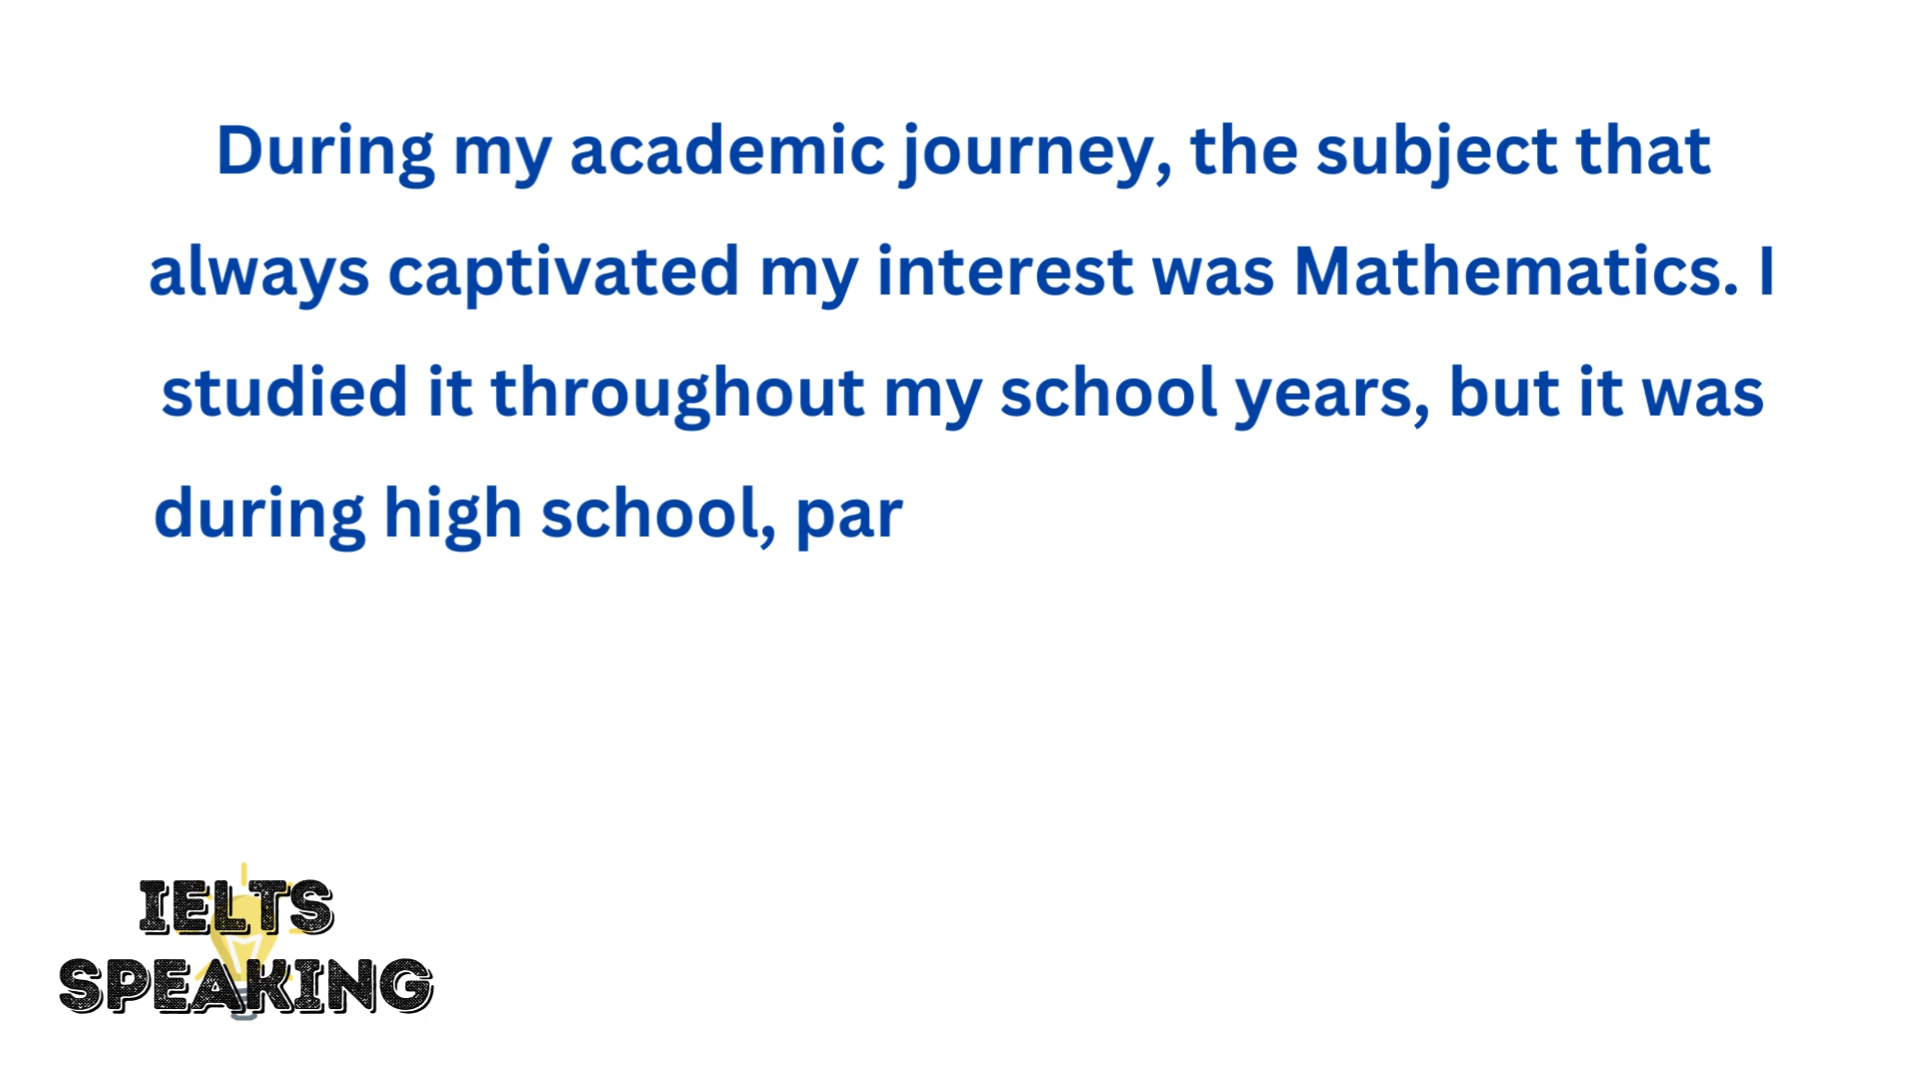 During my academic journey, the subject that
always captivated my interest was Mathematics. I
studied it throughout my school years, but it was
during high school, par
IELTS
SPEAKING